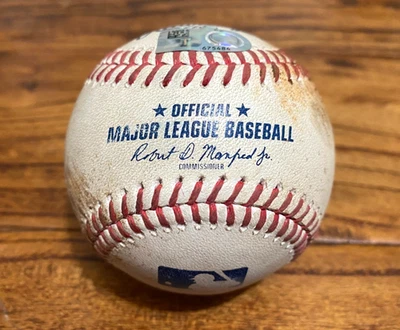 ★ OFFICIAL ★
MAJOR LEAGUE BASEBALL
Robert D. Manfred Jr.
COMMISSIONER